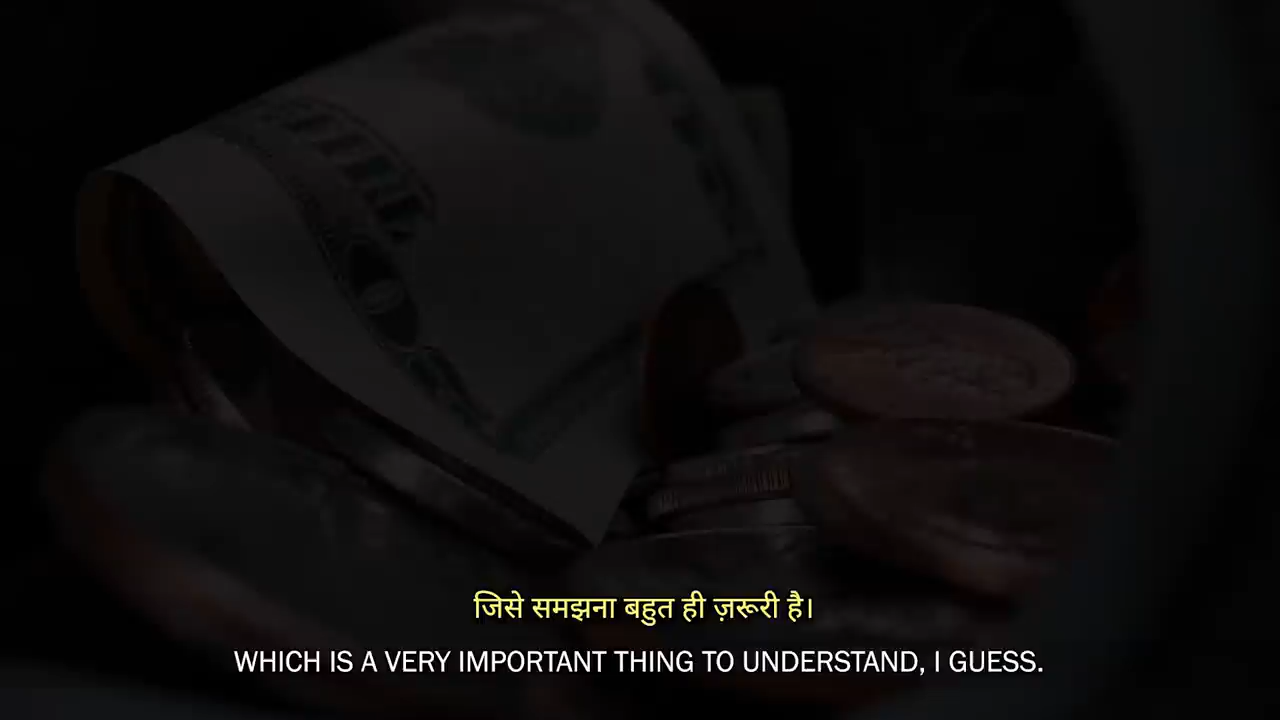 जिसे समझना बहुत ही ज़रूरी है।
WHICH IS A VERY IMPORTANT THING TO UNDERSTAND, I GUESS.